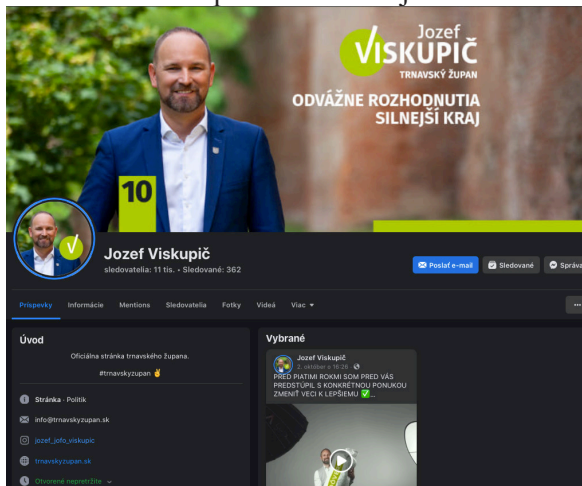 Jozef
VISKUPIČ
TRNAVSKÝ ŽUPAN
ODVÁŽNE ROZHODNUTIA
SILNEJŠÍ KRAJ
10
Jozef Viskupič
sledovatelia: 11 tis. • Sledované: 362
Poslať e-mail
Sledované
Správa
Príspevky Informácie Mentions Sledovatelia Fotky Videá Viac
Úvod
Oficiálna stránka trnavského župana.
#trnavskyzupan ✌️
Stránka · Politik
info@trnavskyzupan.sk
jozef_jofo_viskupic
trnavskyzupan.sk
Otvorené nepretržite
Vybrané
Jozef Viskupič
2. október o 16:26
PRED PIATIMI ROKMI SOM PRED VÁS
PREDSTÚPIL S KONKRÉTNOU PONUKOU
ZMENIŤ VECI K LEPŠIEMU ✅...